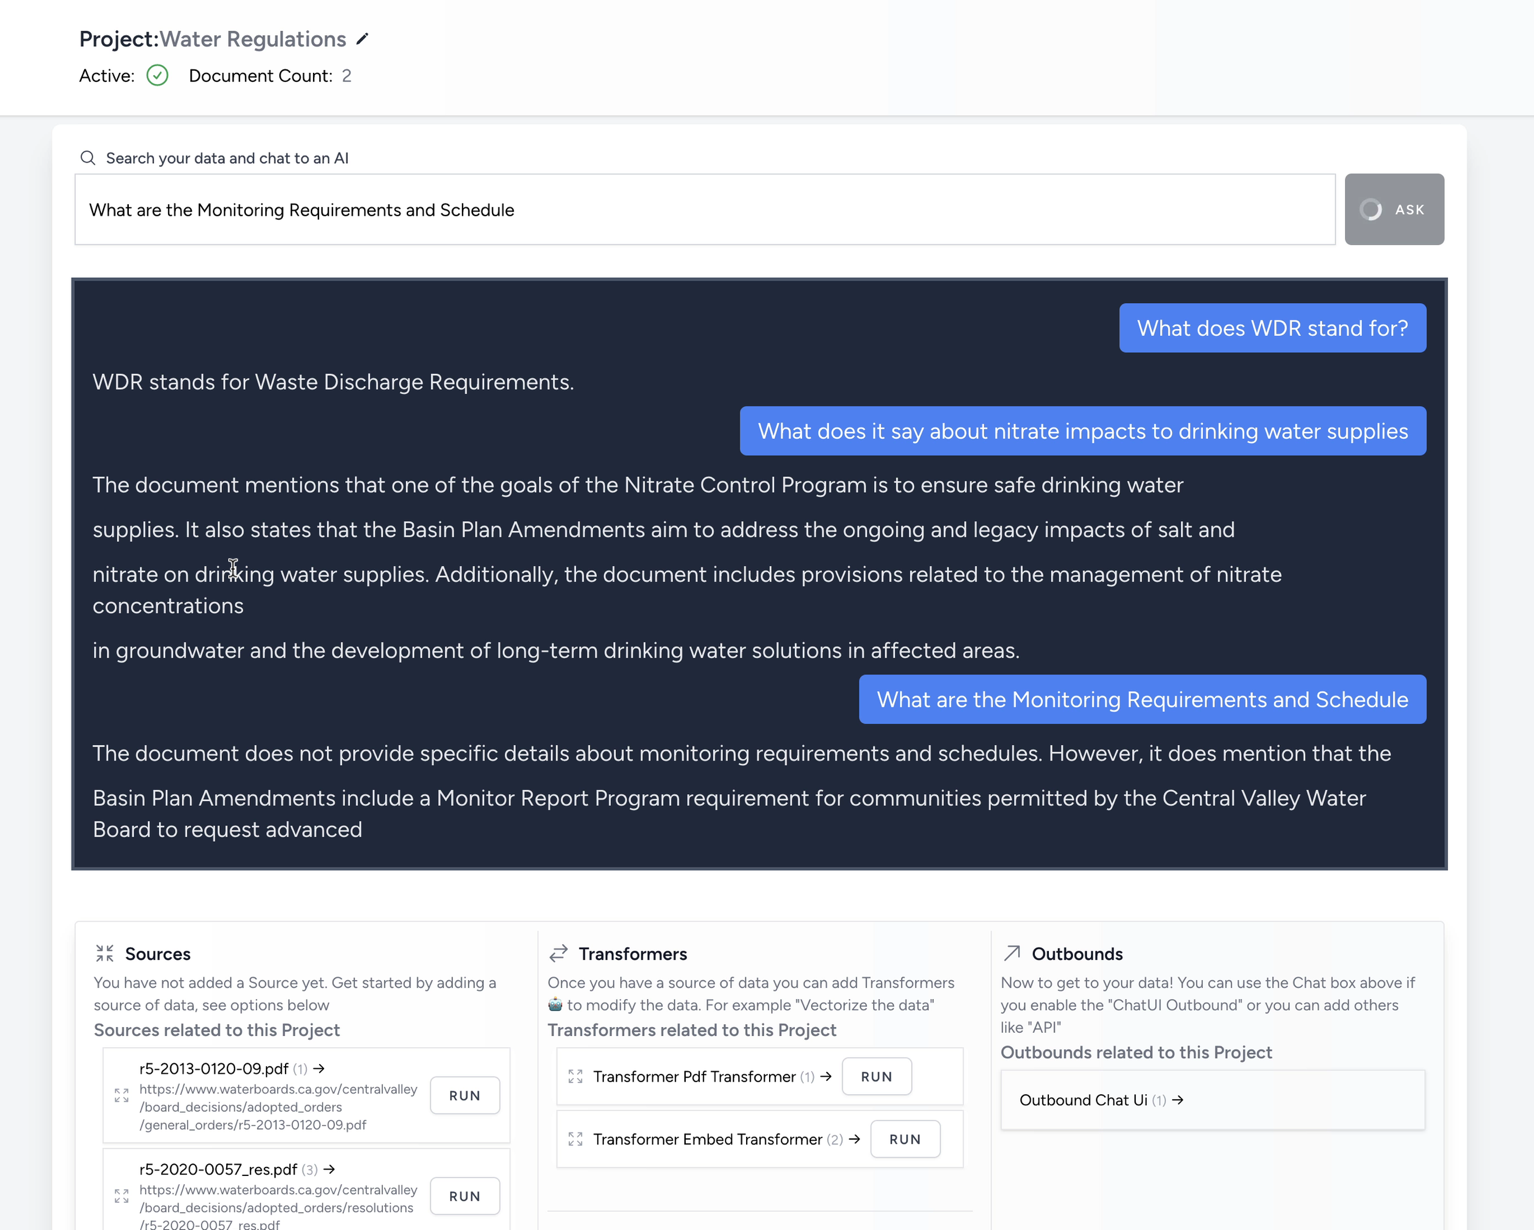 Project:Water Regulations
Active: Document Count: 2
Search your data and chat to an AI
What are the Monitoring Requirements and Schedule
ASK
What does WDR stand for?
WDR stands for Waste Discharge Requirements.
What does it say about nitrate impacts to drinking water supplies
The document mentions that one of the goals of the Nitrate Control Program is to ensure safe drinking water
supplies. It also states that the Basin Plan Amendments aim to address the ongoing and legacy impacts of salt and
nitrate on drinking water supplies. Additionally, the document includes provisions related to the management of nitrate
concentrations
in groundwater and the development of long-term drinking water solutions in affected areas.
What are the Monitoring Requirements and Schedule
The document does not provide specific details about monitoring requirements and schedules. However, it does mention that the
Basin Plan Amendments include a Monitor Report Program requirement for communities permitted by the Central Valley Water
Board to request advanced
Sources
You have not added a Source yet. Get started by adding a
source of data, see options below
Sources related to this Project
r5-2013-0120-09.pdf (1) →
https://www.waterboards.ca.gov/centralvalley
/board_decisions/adopted_orders
/general_orders/r5-2013-0120-09.pdf
RUN
r5-2020-0057_res.pdf (3) →
https://www.waterboards.ca.gov/centralvalley
/board_decisions/adopted_orders/resolutions
/r5-2020-0057_res.pdf
RUN
Transformers
Once you have a source of data you can add Transformers
🤖 to modify the data. For example "Vectorize the data"
Transformers related to this Project
Transformer Pdf Transformer (1) →
RUN
Transformer Embed Transformer (2) →
RUN
Outbounds
Now to get to your data! You can use the Chat box above if
you enable the "ChatUI Outbound" or you can add others
like "API"
Outbounds related to this Project
Outbound Chat Ui (1) →